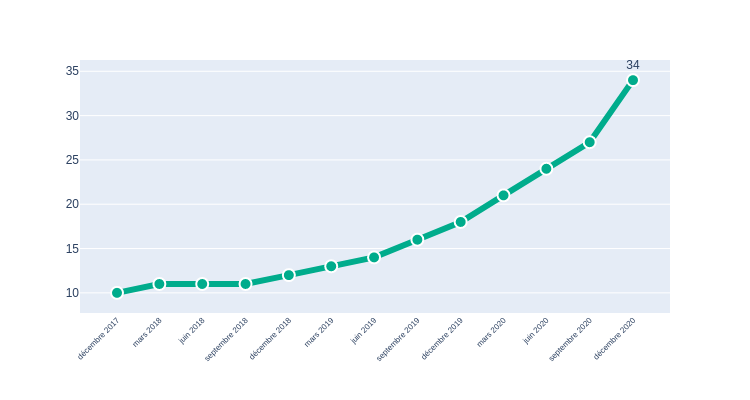 34
35
30
25
20
15
10
décembre 2017
mars 2018
juin 2018
septembre 2018
décembre 2018
mars 2019
juin 2019
septembre 2019
décembre 2019
mars 2020
juin 2020
septembre 2020
décembre 2020